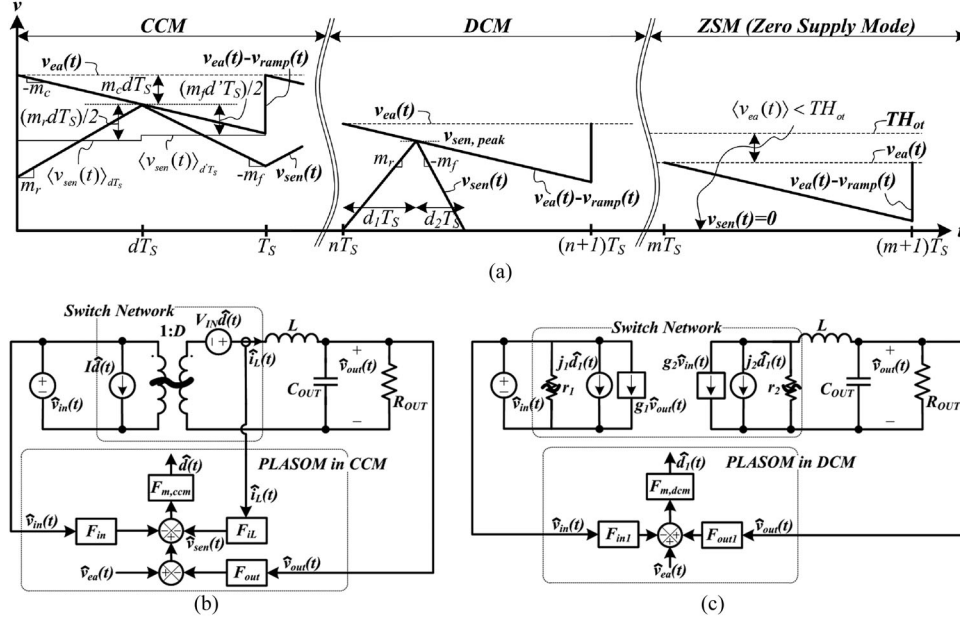 v
CCM
DCM
ZSM (Zero Supply Mode)
v_ea(t)
v_ea(t)-v_ramp(t)
-m_c
m_c dT_S
(m_f d'T_S)/2
(m_r dT_S)/2
⟨v_sen(t)⟩_dT_S
⟨v_sen(t)⟩_d'T_S
m_r
-m_f
v_sen(t)
v_ea(t)
v_sen, peak
m_r
-m_f
v_sen(t)
v_ea(t)-v_ramp(t)
d_1T_S
d_2T_S
⟨v_ea(t)⟩ < TH_ot
TH_ot
v_ea(t)
v_ea(t)-v_ramp(t)
v_sen(t)=0
dT_S
T_S
nT_S
(n+1)T_S
mT_S
(m+1)T_S
(a)
Switch Network
V_IN d̂(t)
1:D
L
Id̂(t)
î_L(t)
v̂_in(t)
C_OUT
+
v̂_out(t)
−
R_OUT
PLASOM in CCM
d̂(t)
F_m,ccm
î_L(t)
v̂_in(t)
F_in
v̂_sen(t)
F_iL
v̂_ea(t)
F_out
v̂_out(t)
(b)
Switch Network
L
j_1d̂_1(t)
g_2v̂_in(t)
j_2d̂_1(t)
v̂_in(t)
r_1
g_1v̂_out(t)
r_2
C_OUT
+
v̂_out(t)
−
R_OUT
PLASOM in DCM
d̂_1(t)
F_m,dcm
v̂_in(t)
F_in1
F_out1
v̂_out(t)
v̂_ea(t)
(c)